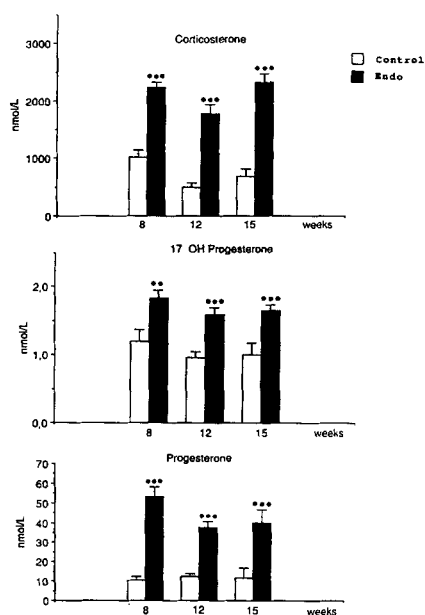 Corticosterone
3000
2000
1000
0
nmol/L
Control
Endo
***
***
***
8 12 15 weeks
17 OH Progesterone
2,0
1,0
0,0
nmol/L
**
***
***
8 12 15 weeks
Progesterone
70
60
50
40
30
20
10
0
nmol/L
***
***
***
8 12 15 weeks